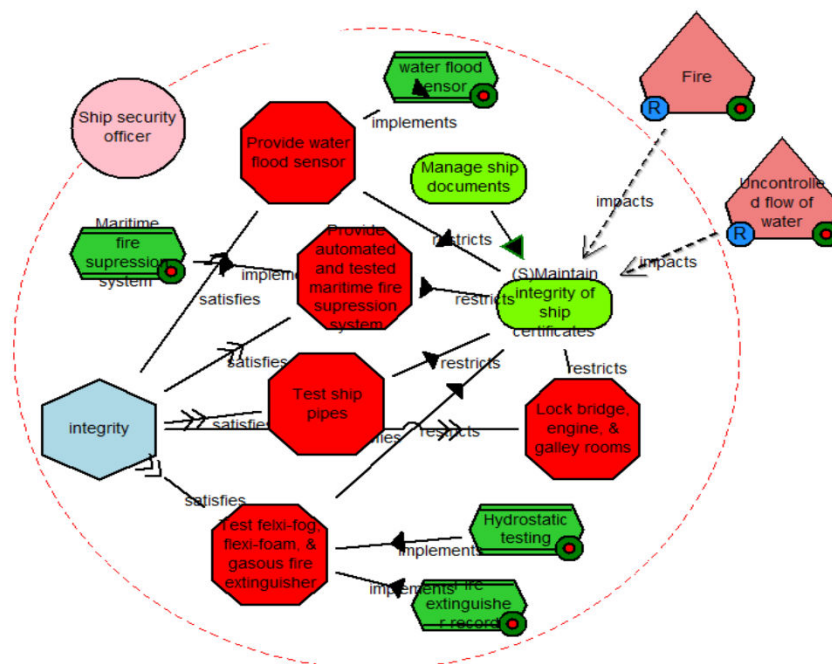 water flood
sensor
Fire
R
Ship security
officer
Provide water
flood sensor
implements
Manage ship
documents
Uncontrolle
d flow of
water
R
impacts
impacts
Maritime
fire
supression
system
implements
Provide
automated
and tested
maritime fire
supression
system
restricts
(S)Maintain
integrity of
ship
certificates
restricts
satisfies
satisfies
restricts
restricts
Test ship
pipes
integrity
satisfies
satisfies
restricts
Lock bridge,
engine, &
galley rooms
satisfies
Test felxi-fog,
flexi-foam, &
gasous fire
extinguisher
Hydrostatic
testing
implements
implements
Fire
extinguishe
r record